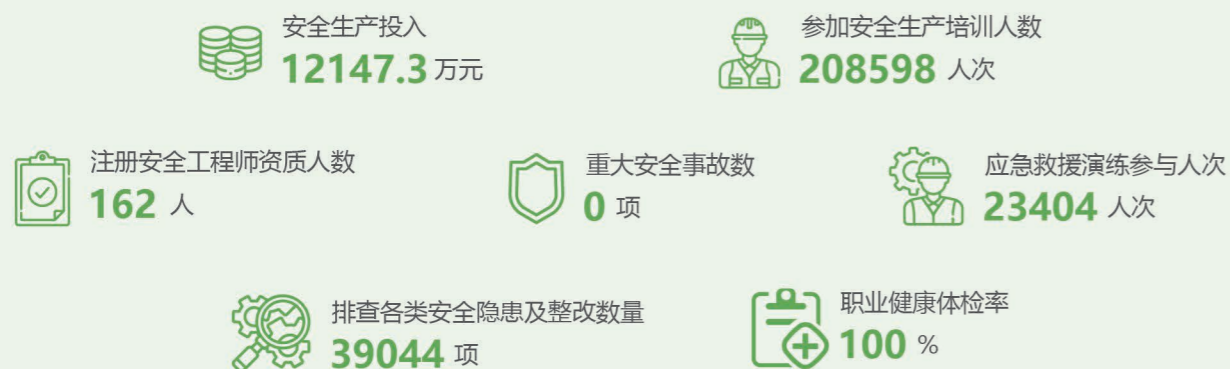 安全生产投入
12147.3 万元
参加安全生产培训人数
208598 人次
注册安全工程师资质人数
162 人
重大安全事故数
0 项
应急救援演练参与人次
23404 人次
排查各类安全隐患及整改数量
39044 项
职业健康体检率
100 %